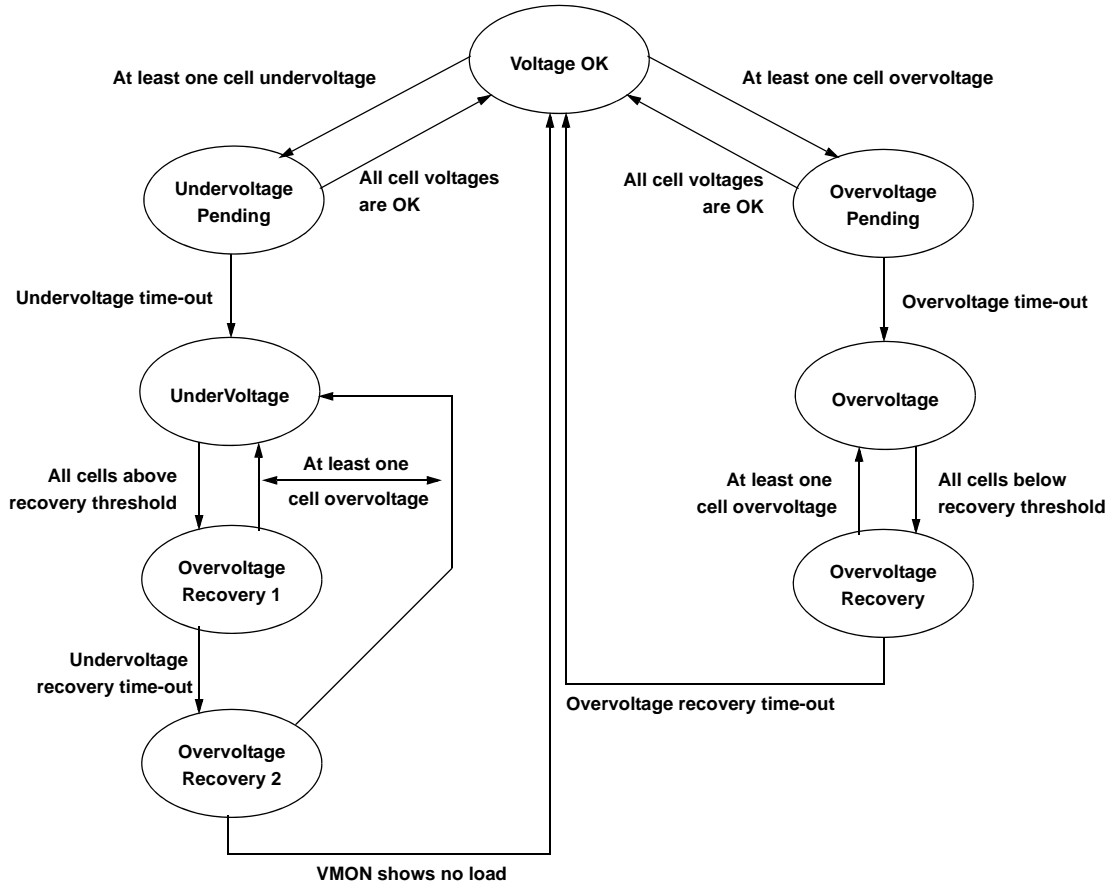 Voltage OK
At least one cell undervoltage
At least one cell overvoltage
Undervoltage
Pending
All cell voltages
are OK
All cell voltages
are OK
Overvoltage
Pending
Undervoltage time-out
Overvoltage time-out
UnderVoltage
Overvoltage
All cells above
recovery threshold
At least one
cell overvoltage
At least one
cell overvoltage
All cells below
recovery threshold
Overvoltage
Recovery 1
Overvoltage
Recovery
Undervoltage
recovery time-out
Overvoltage recovery time-out
Overvoltage
Recovery 2
VMON shows no load